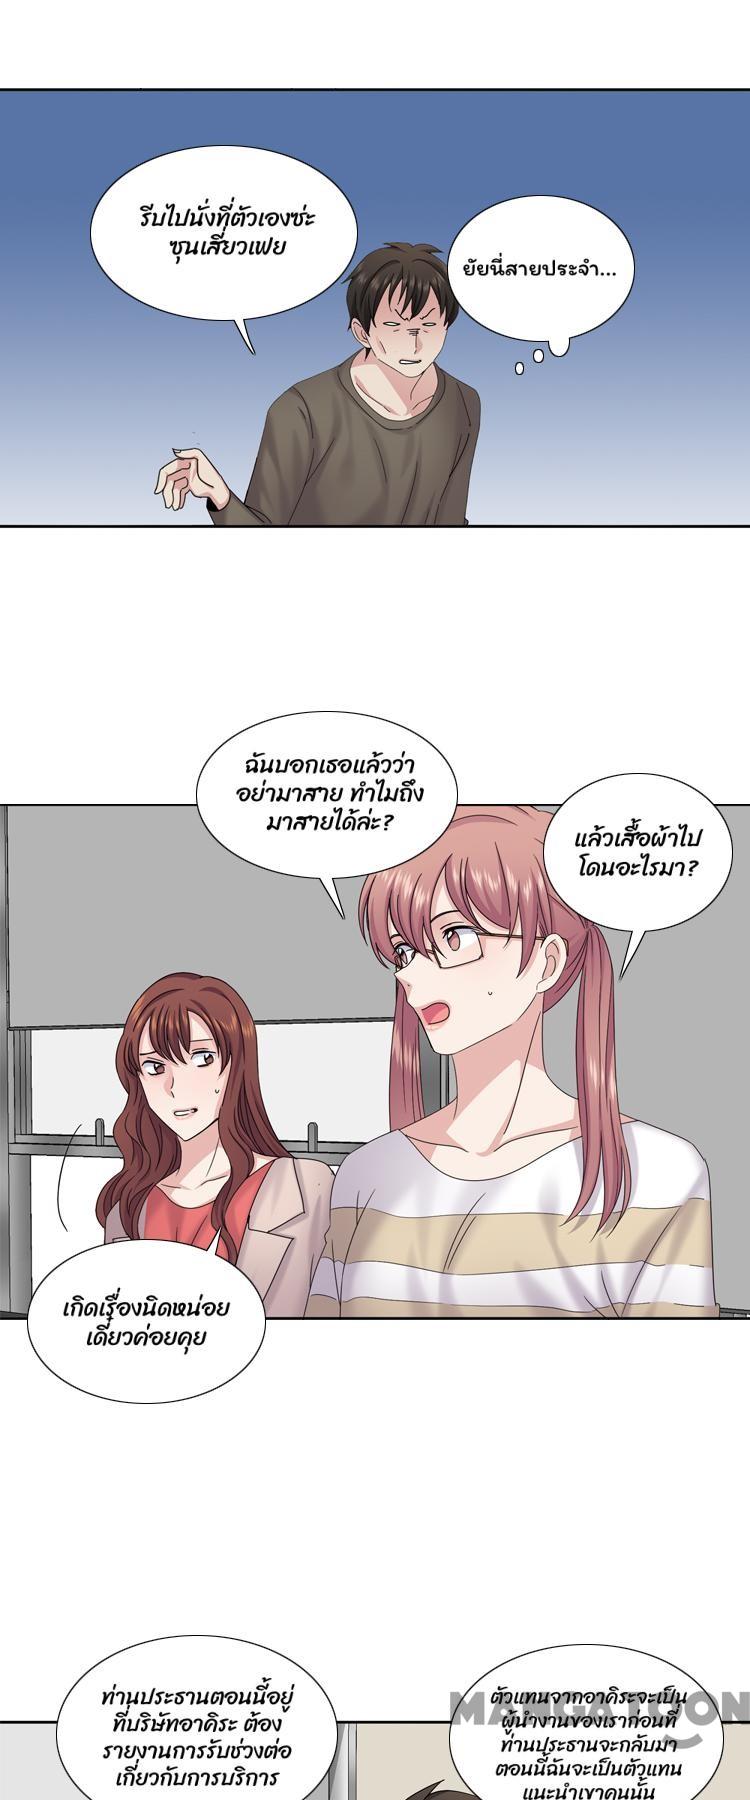 รีบไปนั่งที่ตัวเองซ่ะ
ซุนเสี่ยวเฟย
ยัยนี่สายประจำ...
ฉันบอกเธอแล้วว่า
อย่ามาสาย ทำไมถึง
มาสายได้ล่ะ?
แล้วเสื้อผ้าไป
โดนอะไรมา?
เกิดเรื่องนิดหน่อย
เดี๋ยวค่อยคุย
ท่านประธานตอนนี้อยู่
ที่บริษัทอาคิระ ต้อง
รายงานการรับช่วงต่อ
เกี่ยวกับการบริการ
ตัวแทนจากอาคิระจะเป็น
ผู้นำงานของเราก่อนที่
ท่านประธานจะกลับมา
ตอนนี้ฉันจะเป็นตัวแทน
แนะนำเขาคนนั้น
MANGATOON